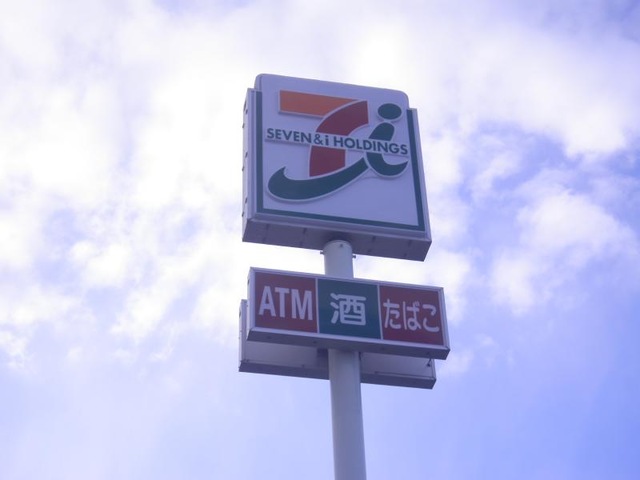 SEVEN & i HOLDINGS
ATM 酒 たばこ